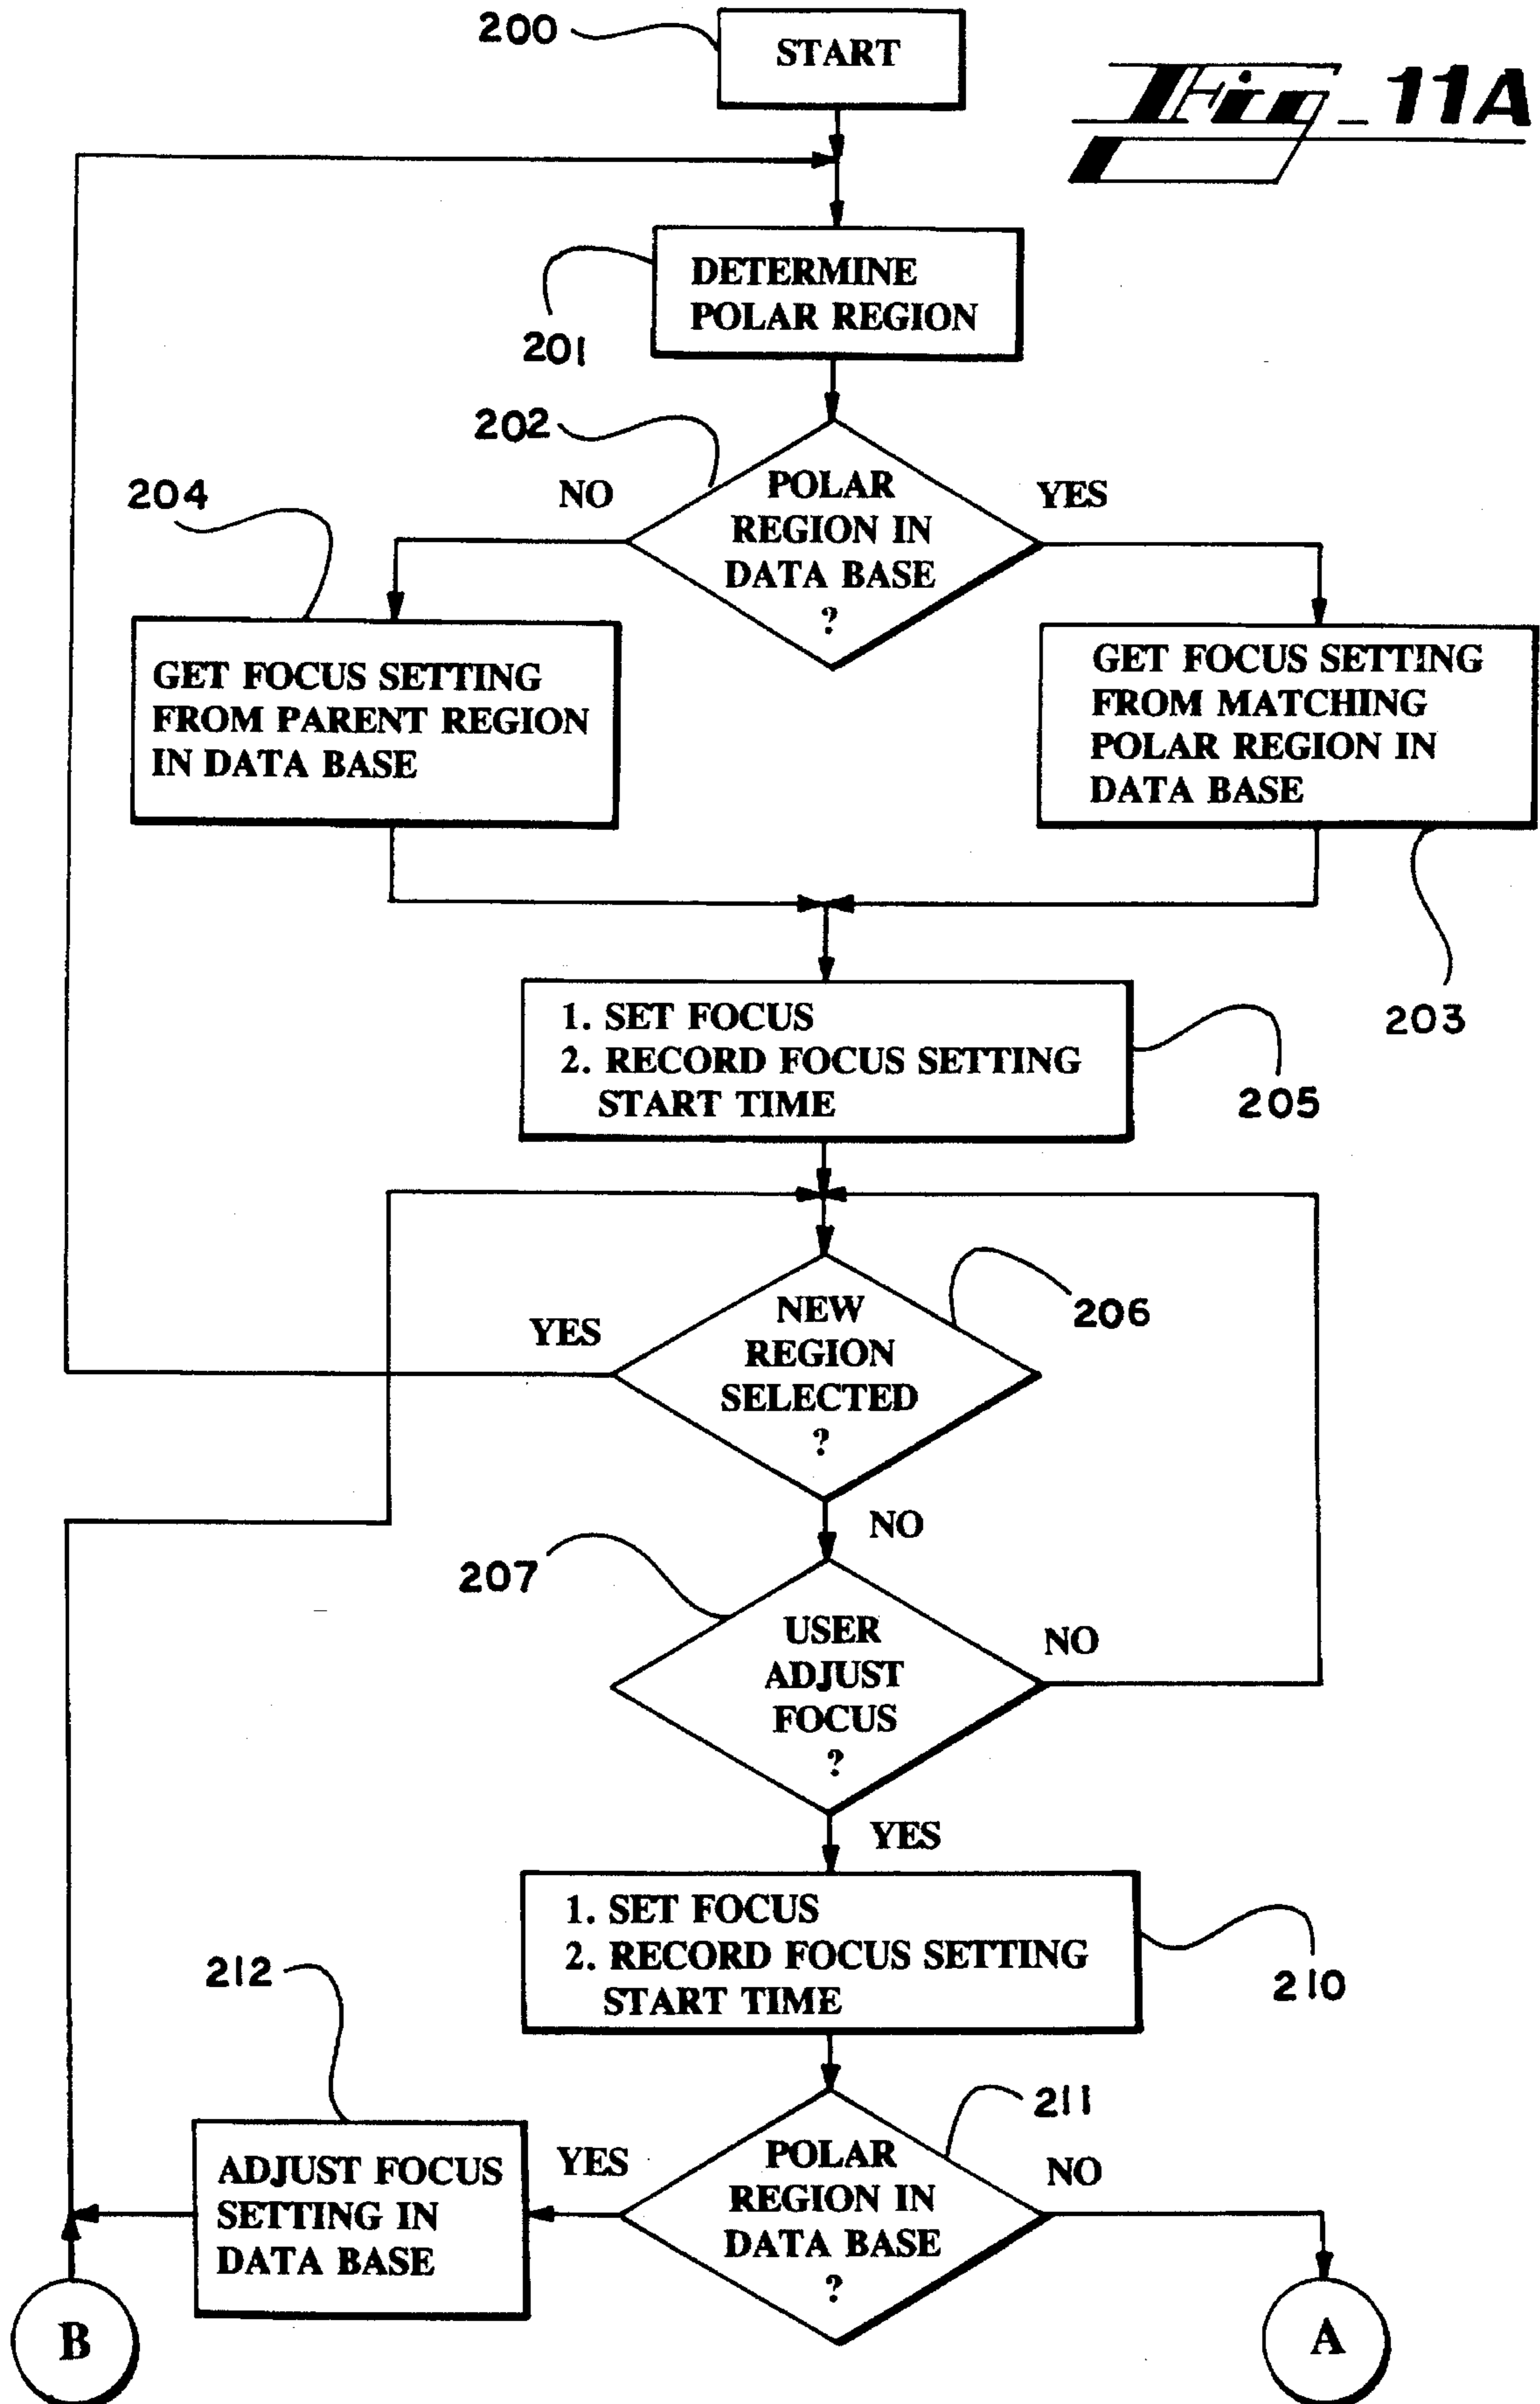 200
START
Fig_11A
DETERMINE
POLAR REGION
201
202
NO
POLAR
REGION IN
DATA BASE
?
YES
204
GET FOCUS SETTING
FROM PARENT REGION
IN DATA BASE
GET FOCUS SETTING
FROM MATCHING
POLAR REGION IN
DATA BASE
203
1. SET FOCUS
2. RECORD FOCUS SETTING
START TIME
205
YES
NEW
REGION
SELECTED
?
206
NO
207
USER
ADJUST
FOCUS
?
NO
YES
1. SET FOCUS
2. RECORD FOCUS SETTING
START TIME
210
212
211
ADJUST FOCUS
SETTING IN
DATA BASE
YES
POLAR
REGION IN
DATA BASE
?
NO
B
A